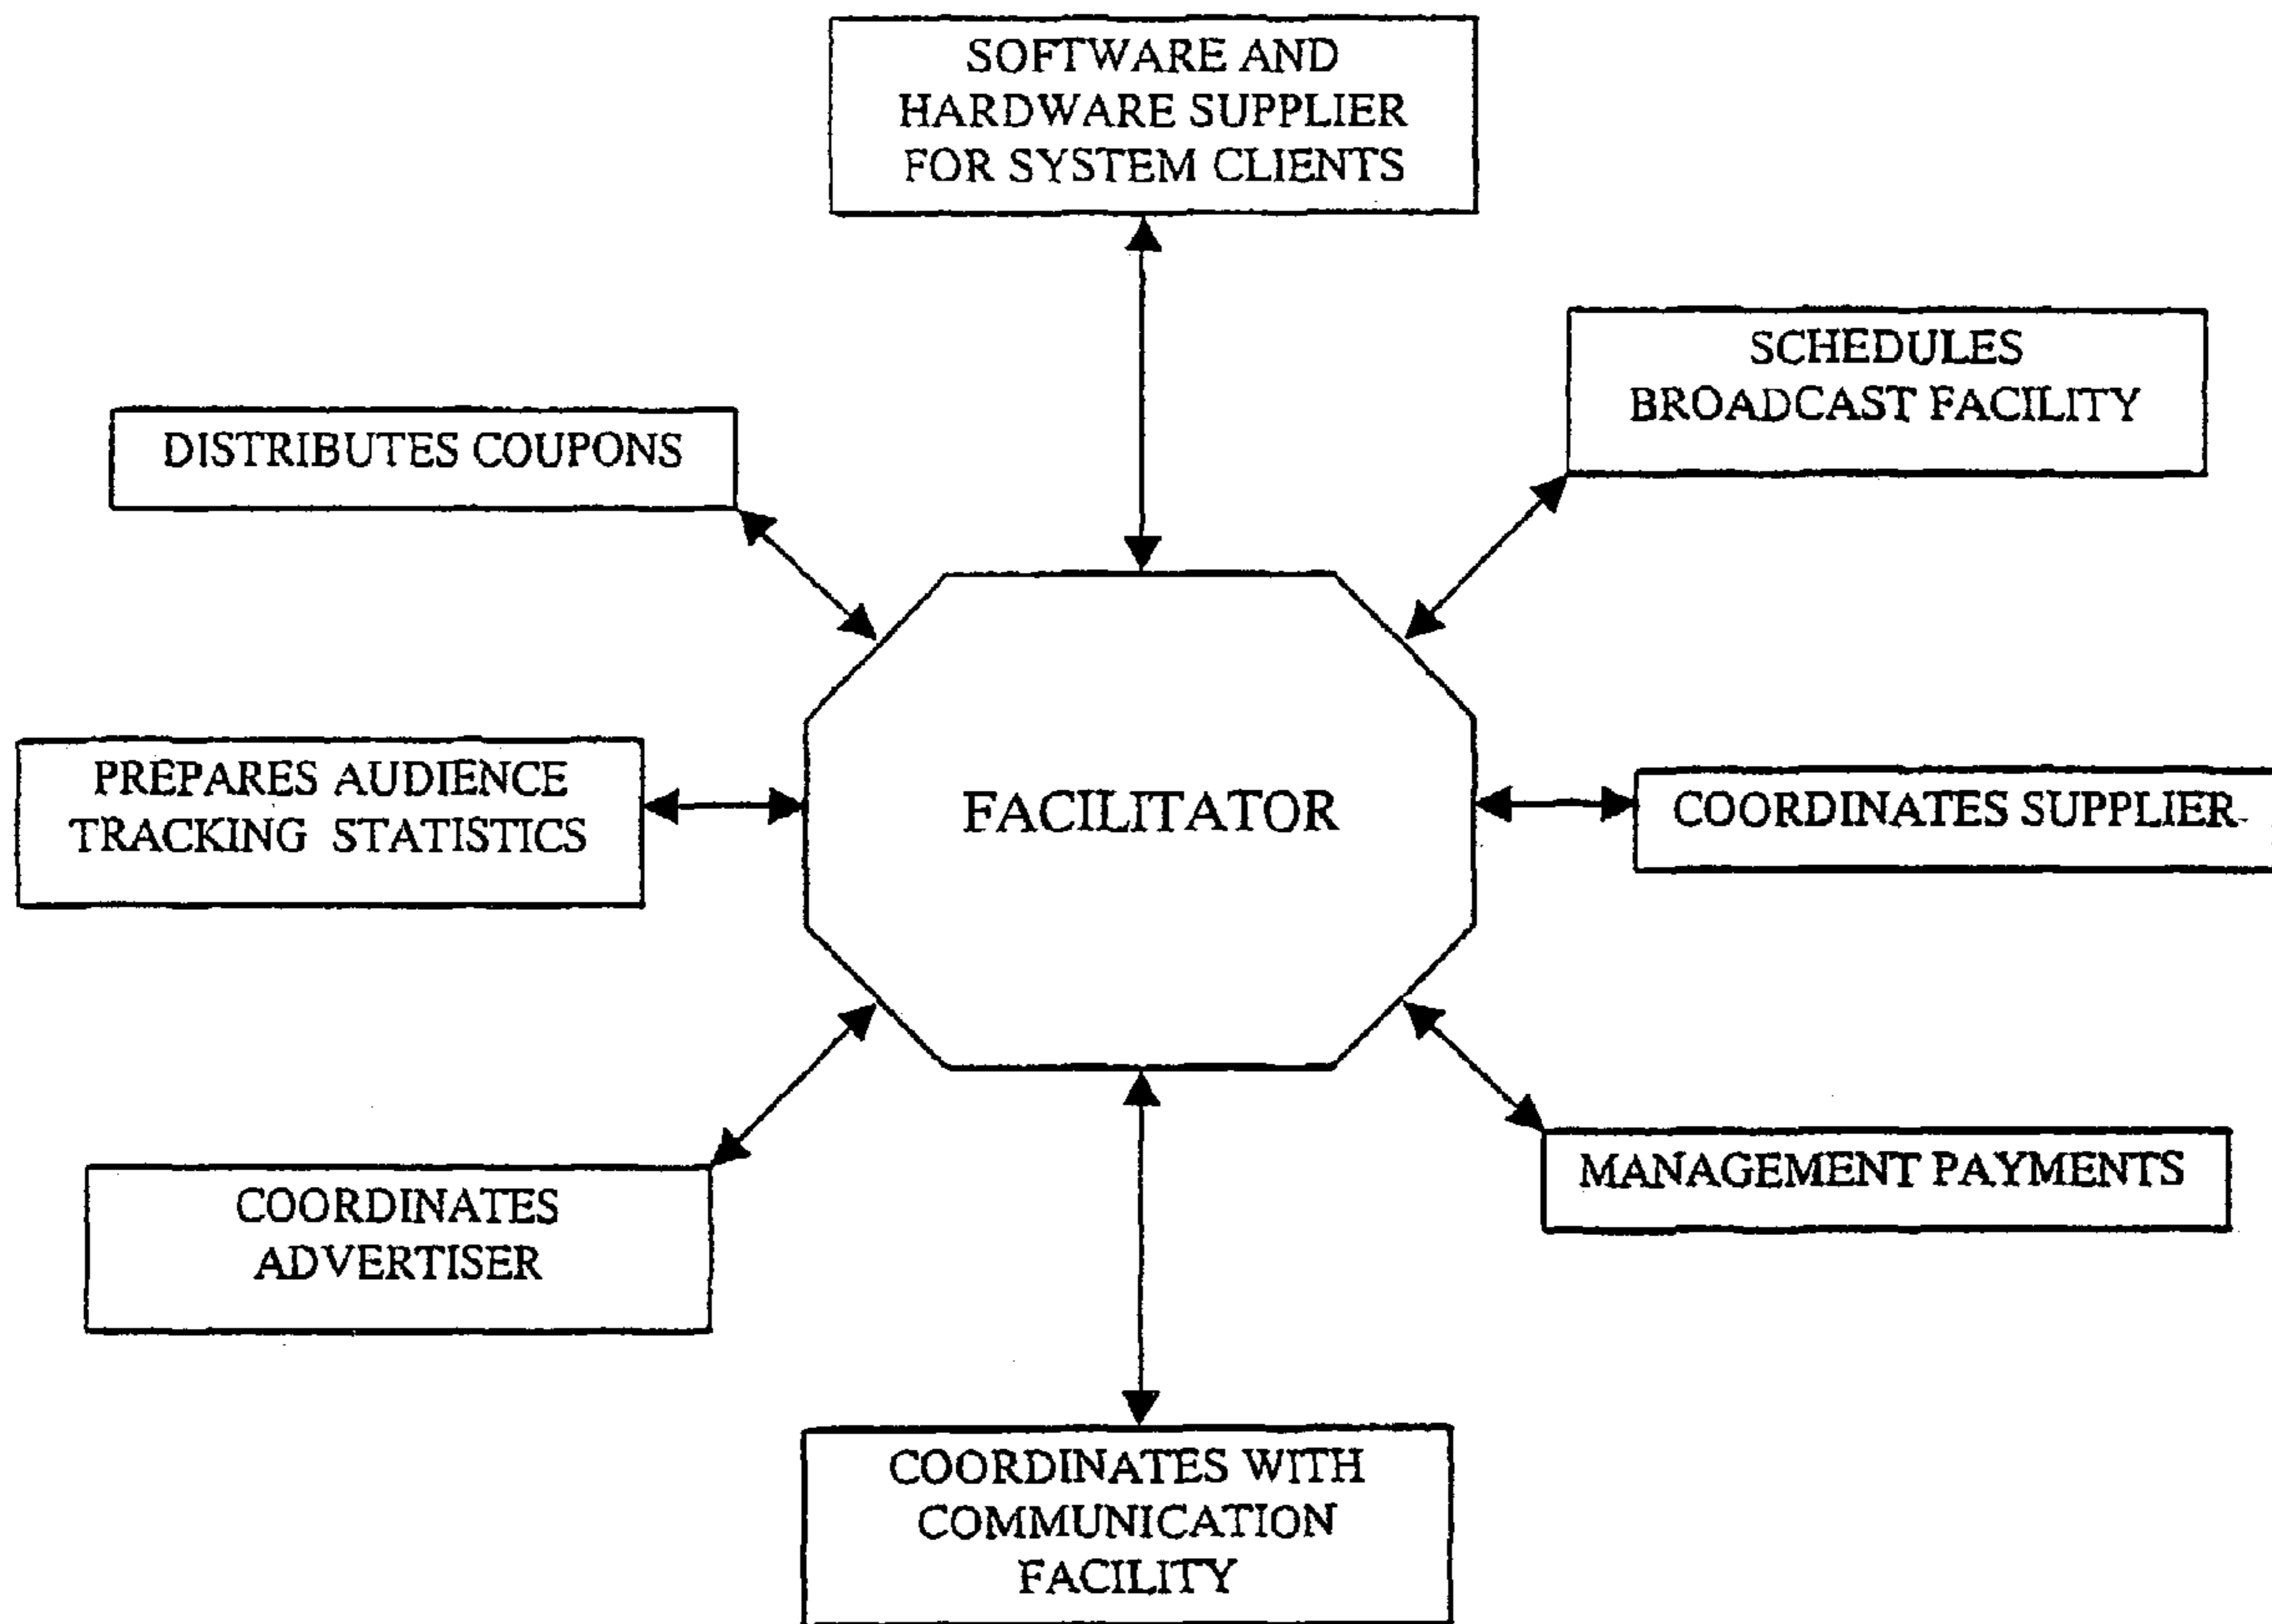 SOFTWARE AND
HARDWARE SUPPLIER
FOR SYSTEM CLIENTS
SCHEDULES
BROADCAST FACILITY
DISTRIBUTES COUPONS
PREPARES AUDIENCE
TRACKING STATISTICS
FACILITATOR
COORDINATES SUPPLIER
COORDINATES
ADVERTISER
MANAGEMENT PAYMENTS
COORDINATES WITH
COMMUNICATION
FACILITY